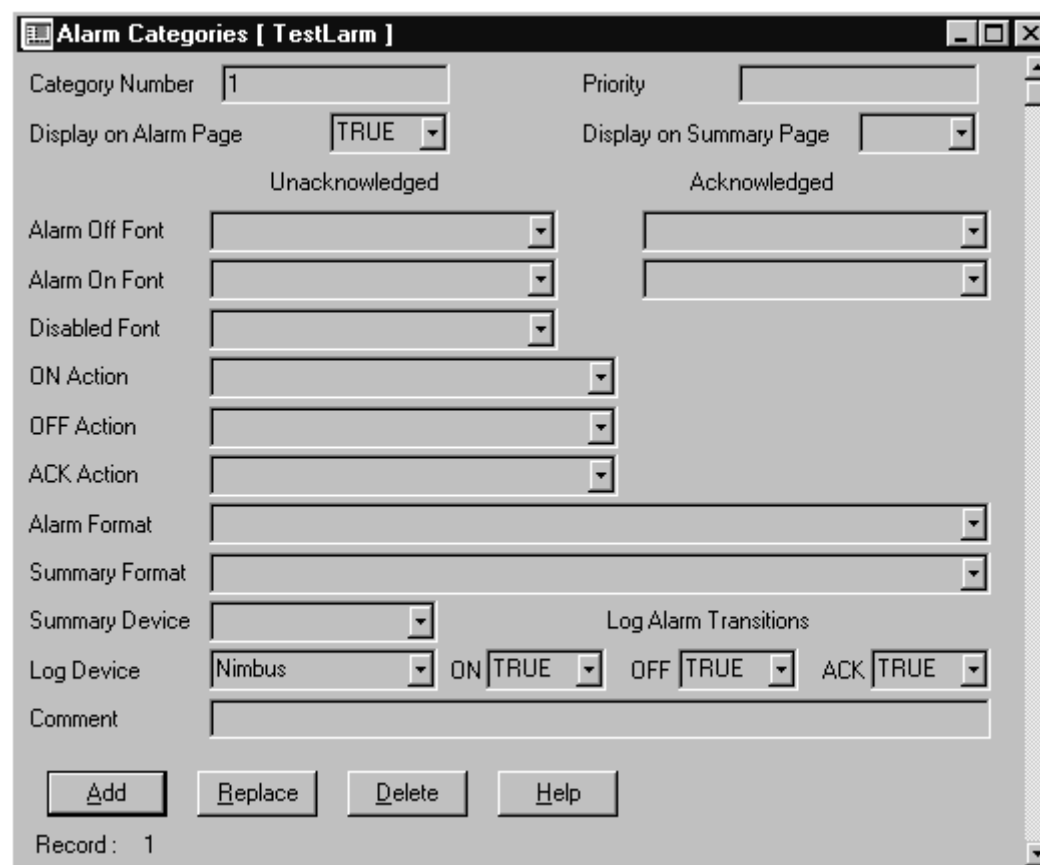 Alarm Categories [ TestLarm ]
Category Number 1 Priority
Display on Alarm Page TRUE Display on Summary Page
Unacknowledged Acknowledged
Alarm Off Font
Alarm On Font
Disabled Font
ON Action
OFF Action
ACK Action
Alarm Format
Summary Format
Summary Device Log Alarm Transitions
Log Device Nimbus ON TRUE OFF TRUE ACK TRUE
Comment
Add Replace Delete Help
Record : 1